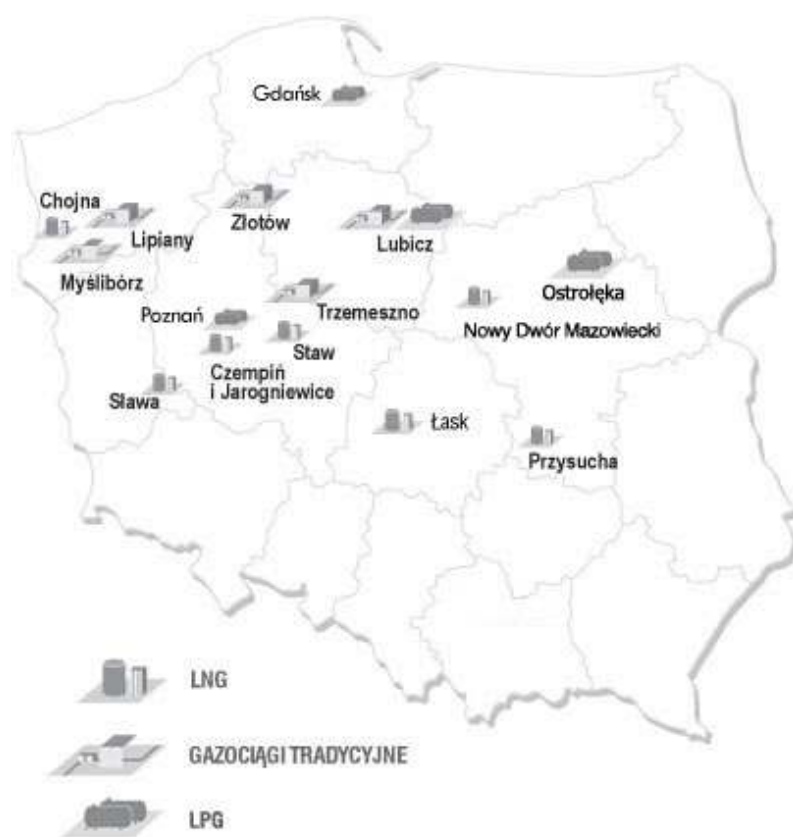 Gdańsk
Chojna
Lipiany
Złotów
Lubicz
Myślibórz
Ostrołęka
Trzemeszno
Poznań
Nowy Dwór Mazowiecki
Staw
Czempiń
i Jarogniewice
Sława
Łask
Przysucha
LNG
GAZOCIĄGI TRADYCYJNE
LPG